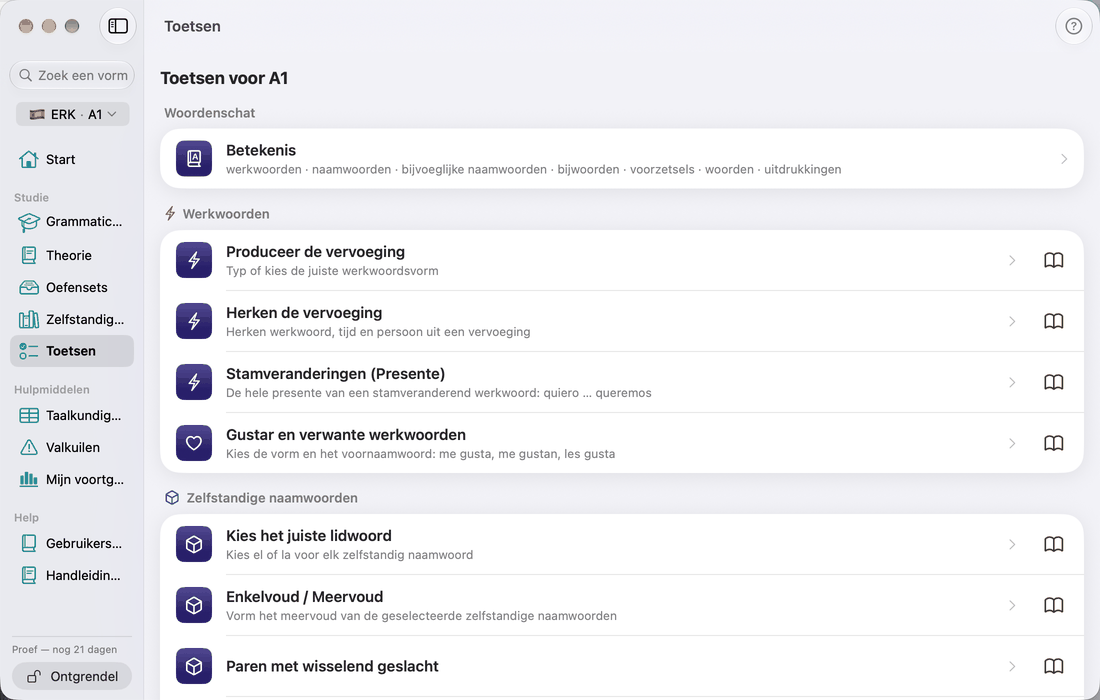 Toetsen
Zoek een vorm
ERK · A1
Start
Studie
Grammatic...
Theorie
Oefensets
Zelfstandig...
Toetsen
Hulpmiddelen
Taalkundig...
Valkuilen
Mijn voortg...
Help
Gebruikers...
Handleidin...
Proef — nog 21 dagen
Ontgrendel
Toetsen voor A1
Woordenschat
Betekenis
werkwoorden · naamwoorden · bijvoeglijke naamwoorden · bijwoorden · voorzetsels · woorden · uitdrukkingen
Werkwoorden
Produceer de vervoeging
Typ of kies de juiste werkwoordsvorm
Herken de vervoeging
Herken werkwoord, tijd en persoon uit een vervoeging
Stamveranderingen (Presente)
De hele presente van een stamveranderend werkwoord: quiero … queremos
Gustar en verwante werkwoorden
Kies de vorm en het voornaamwoord: me gusta, me gustan, les gusta
Zelfstandige naamwoorden
Kies het juiste lidwoord
Kies el of la voor elk zelfstandig naamwoord
Enkelvoud / Meervoud
Vorm het meervoud van de geselecteerde zelfstandige naamwoorden
Paren met wisselend geslacht